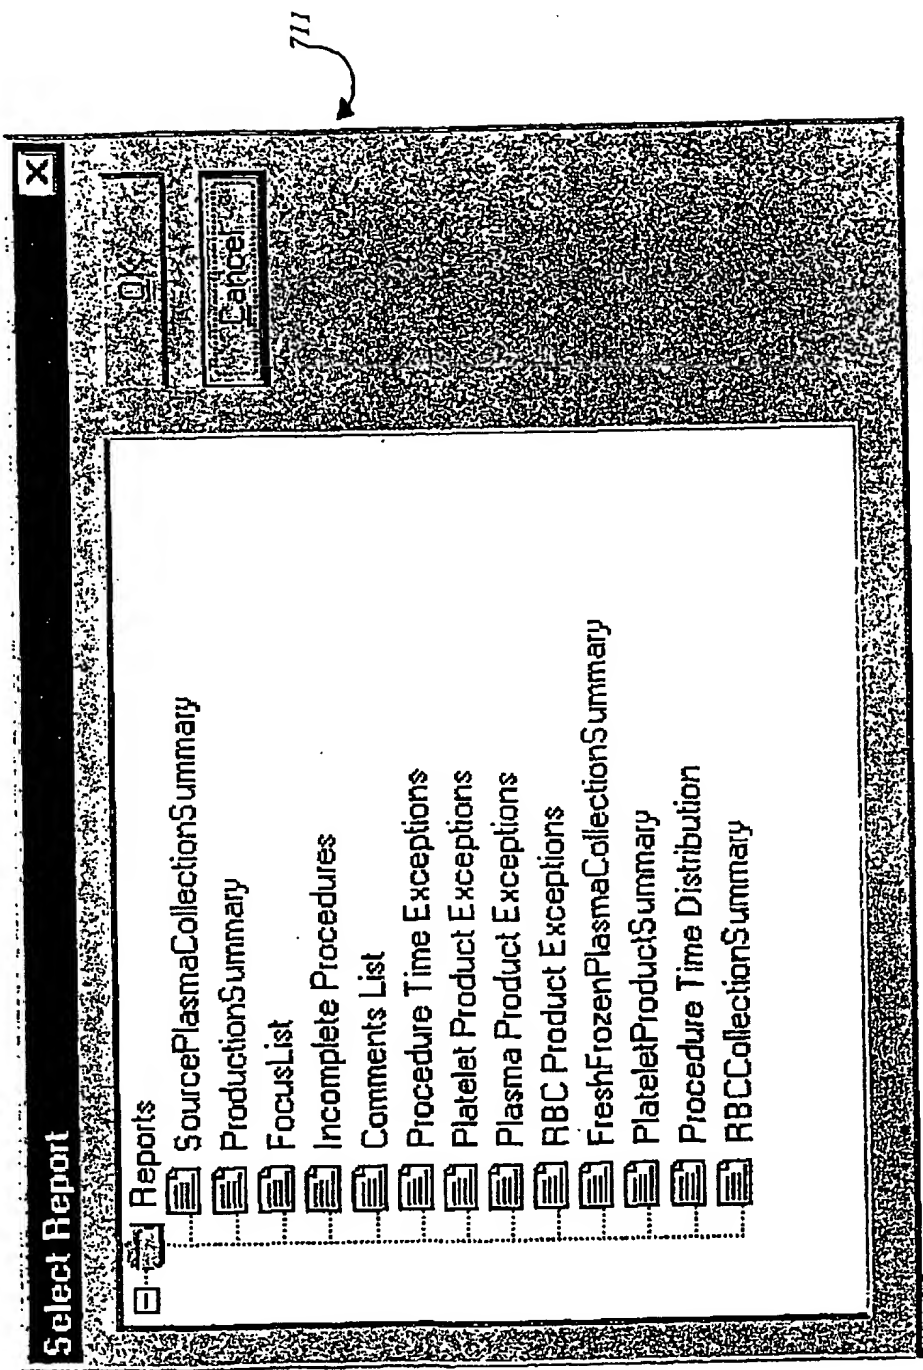 Select Report
Reports
SourcePlasmaCollectionSummary
ProductionSummary
FocusList
Incomplete Procedures
Comments List
Procedure Time Exceptions
Platelet Product Exceptions
Plasma Product Exceptions
RBC Product Exceptions
FreshFrozenPlasmaCollectionSummary
PlateletProductSummary
Procedure Time Distribution
RBCCollectionSummary
OK
Cancel
711